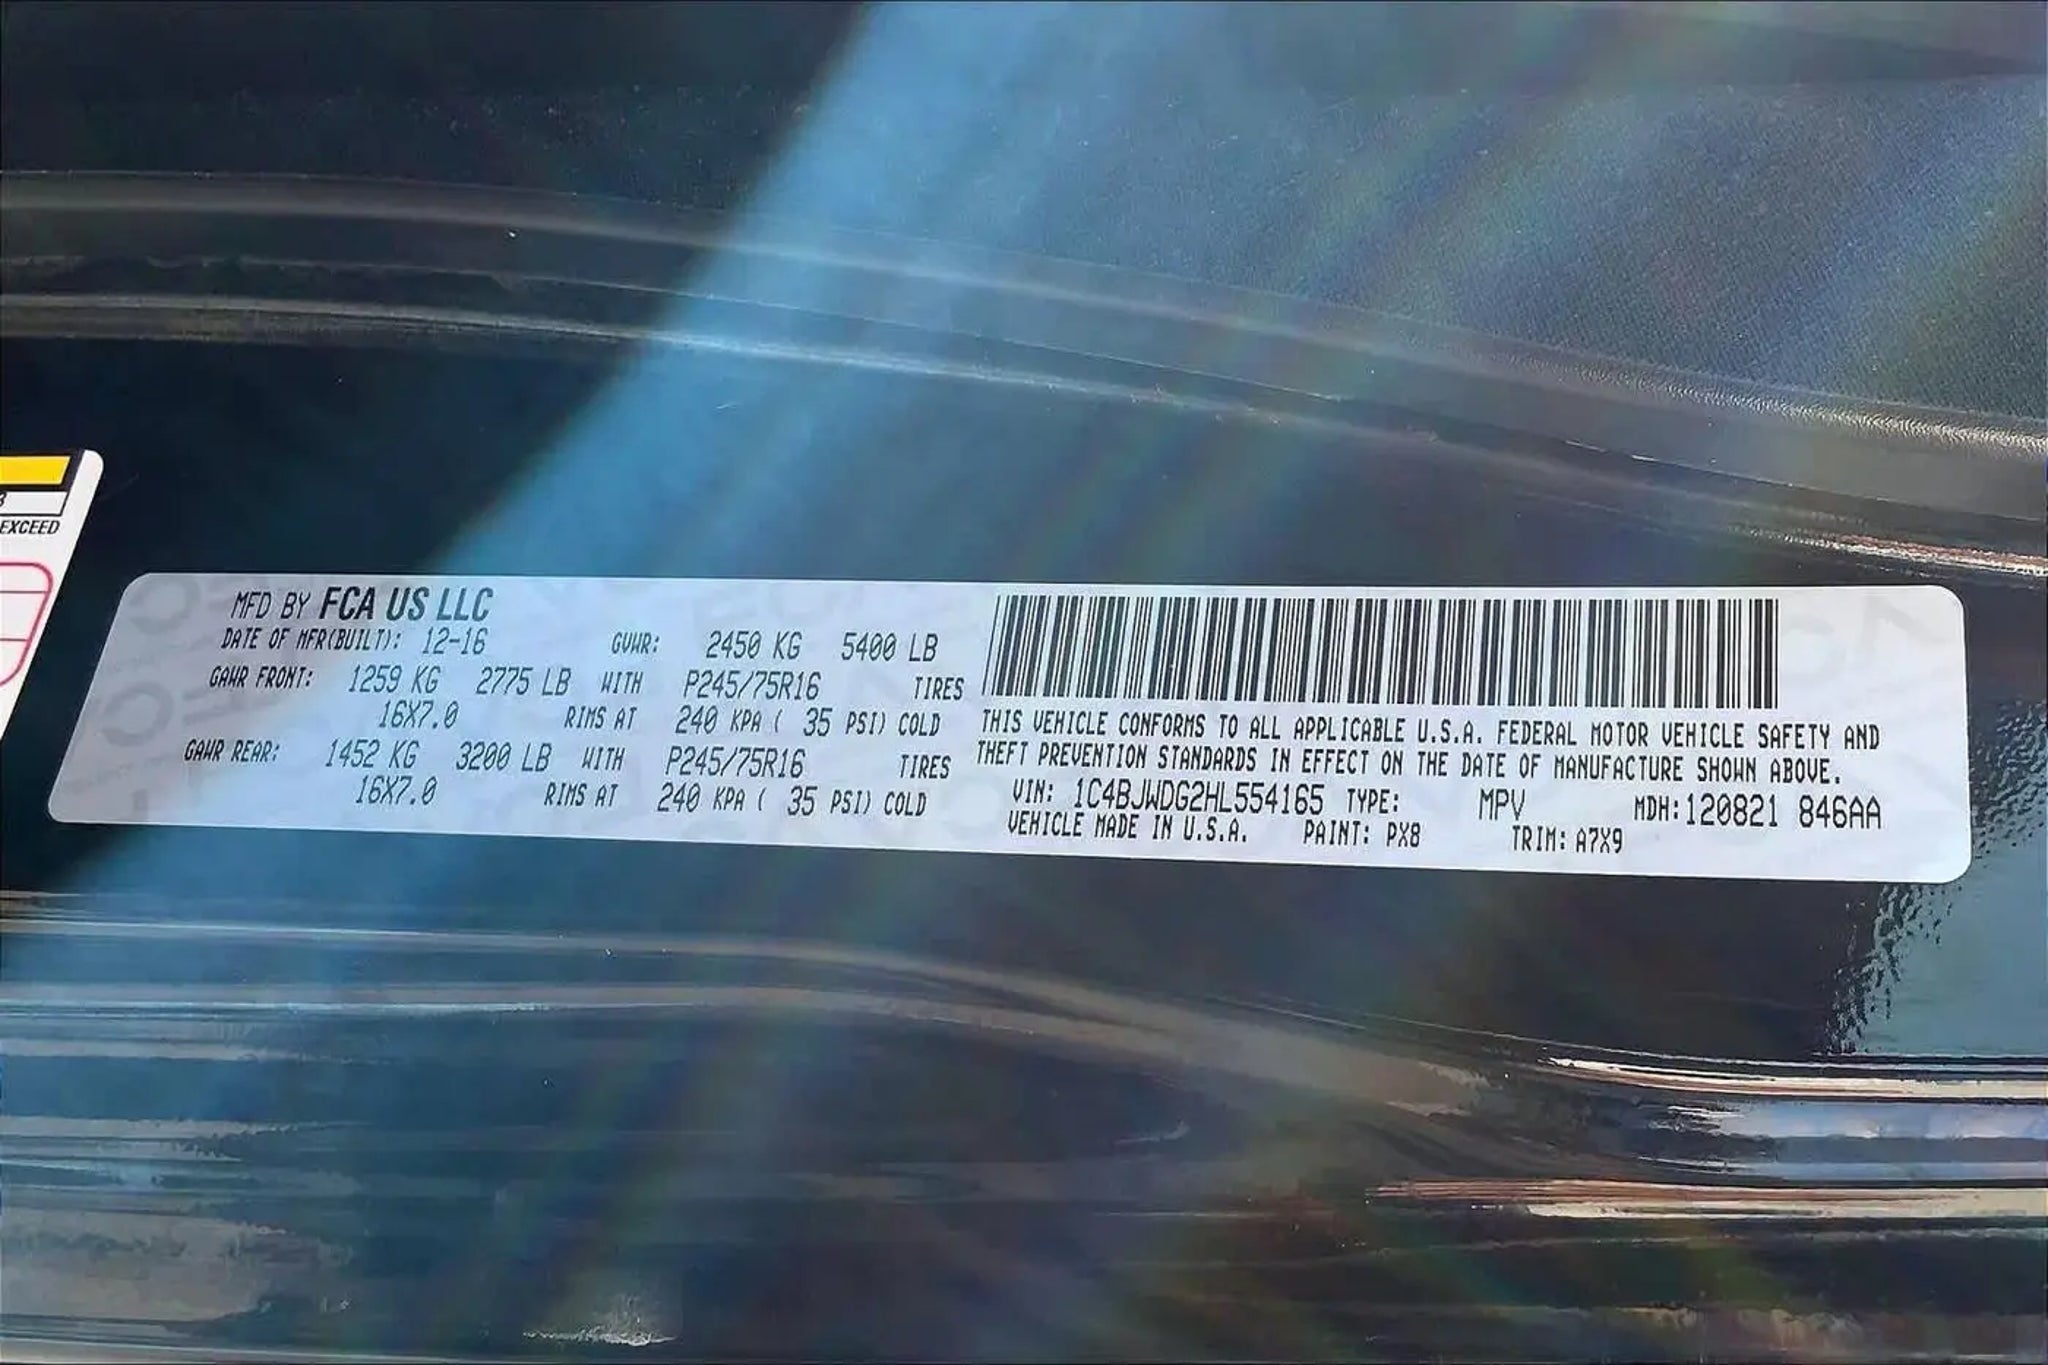 3
EXCEED
MFD BY FCA US LLC
DATE OF MFR(BUILT): 12-16 GVWR: 2450 KG 5400 LB
GAWR FRONT: 1259 KG 2775 LB WITH P245/75R16 TIRES
16X7.0 RIMS AT 240 KPA ( 35 PSI) COLD
GAWR REAR: 1452 KG 3200 LB WITH P245/75R16 TIRES
16X7.0 RIMS AT 240 KPA ( 35 PSI) COLD
THIS VEHICLE CONFORMS TO ALL APPLICABLE U.S.A. FEDERAL MOTOR VEHICLE SAFETY AND
THEFT PREVENTION STANDARDS IN EFFECT ON THE DATE OF MANUFACTURE SHOWN ABOVE.
VIN: 1C4BJWDG2HL554165 TYPE: MPV MDH:120821 846AA
VEHICLE MADE IN U.S.A. PAINT: PX8 TRIM: A7X9